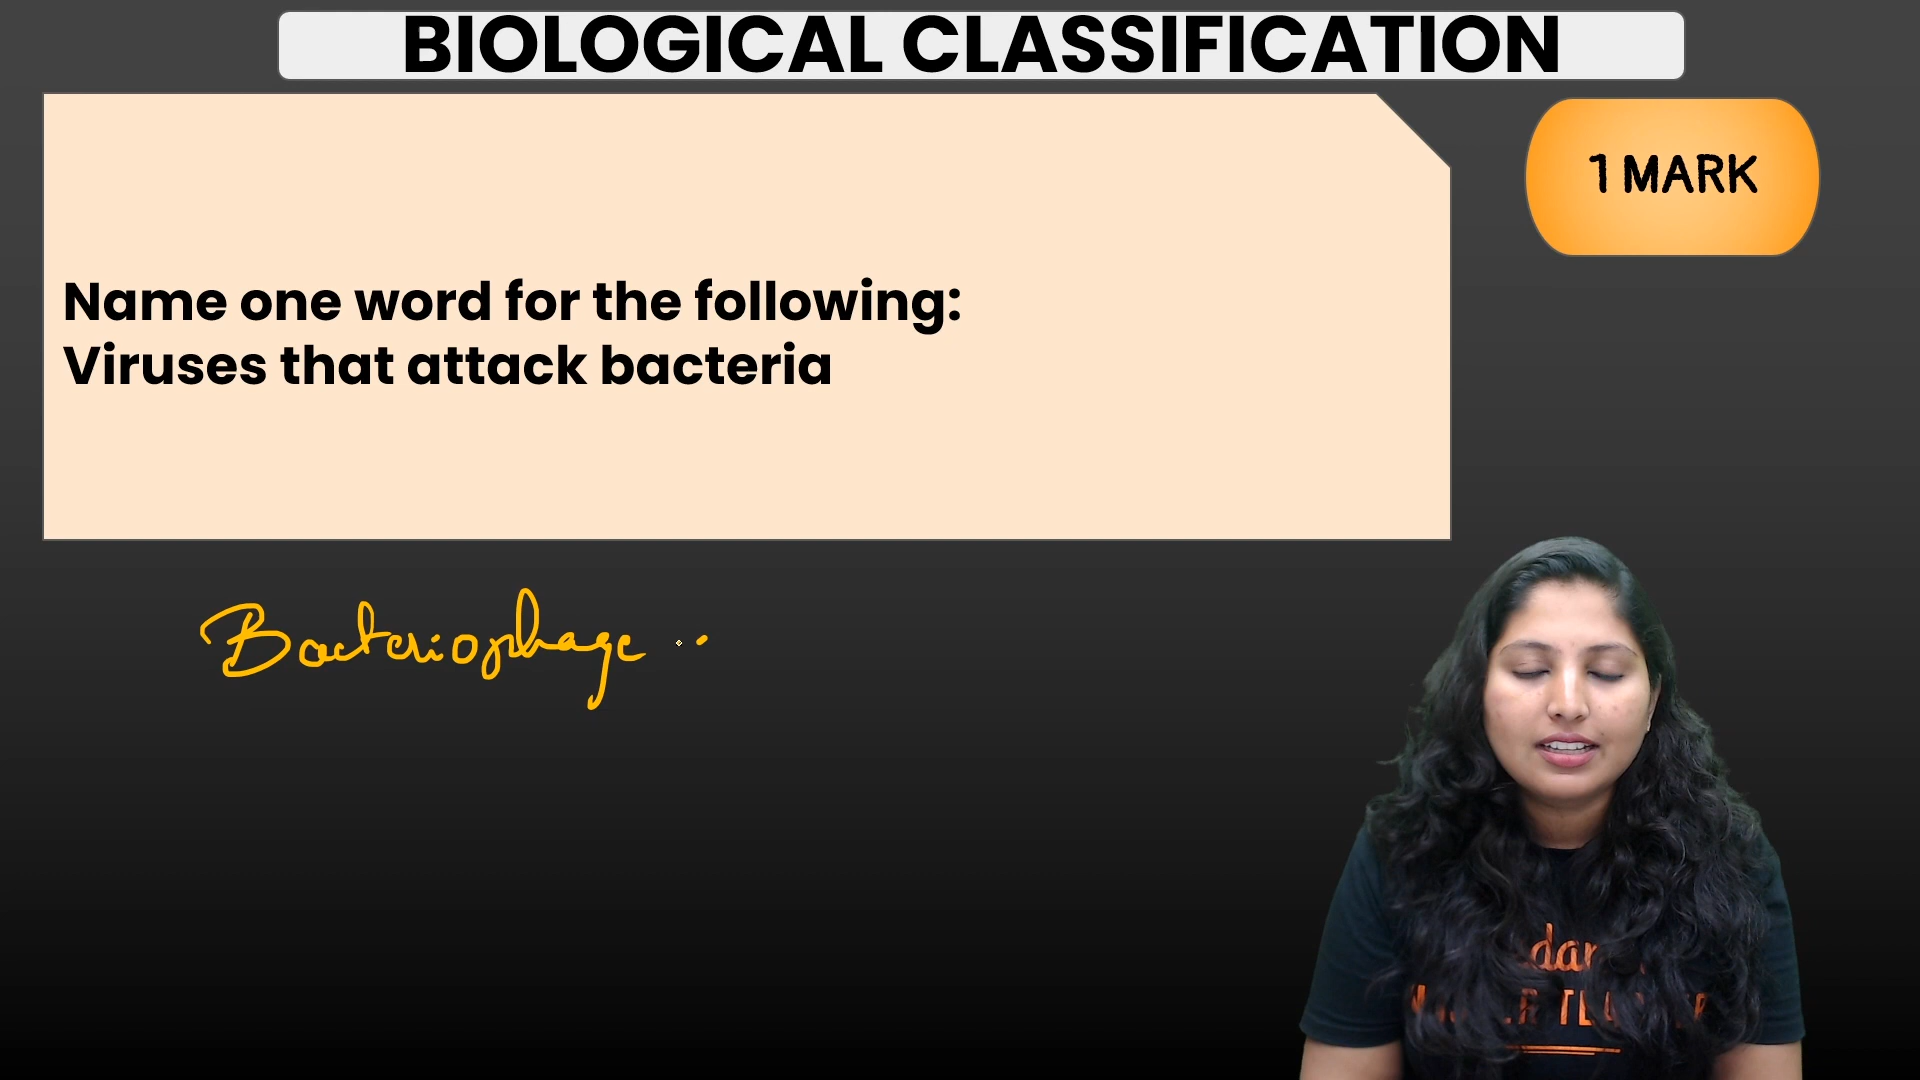 BIOLOGICAL CLASSIFICATION
1 MARK
Name one word for the following:
Viruses that attack bacteria
Bacteriophage